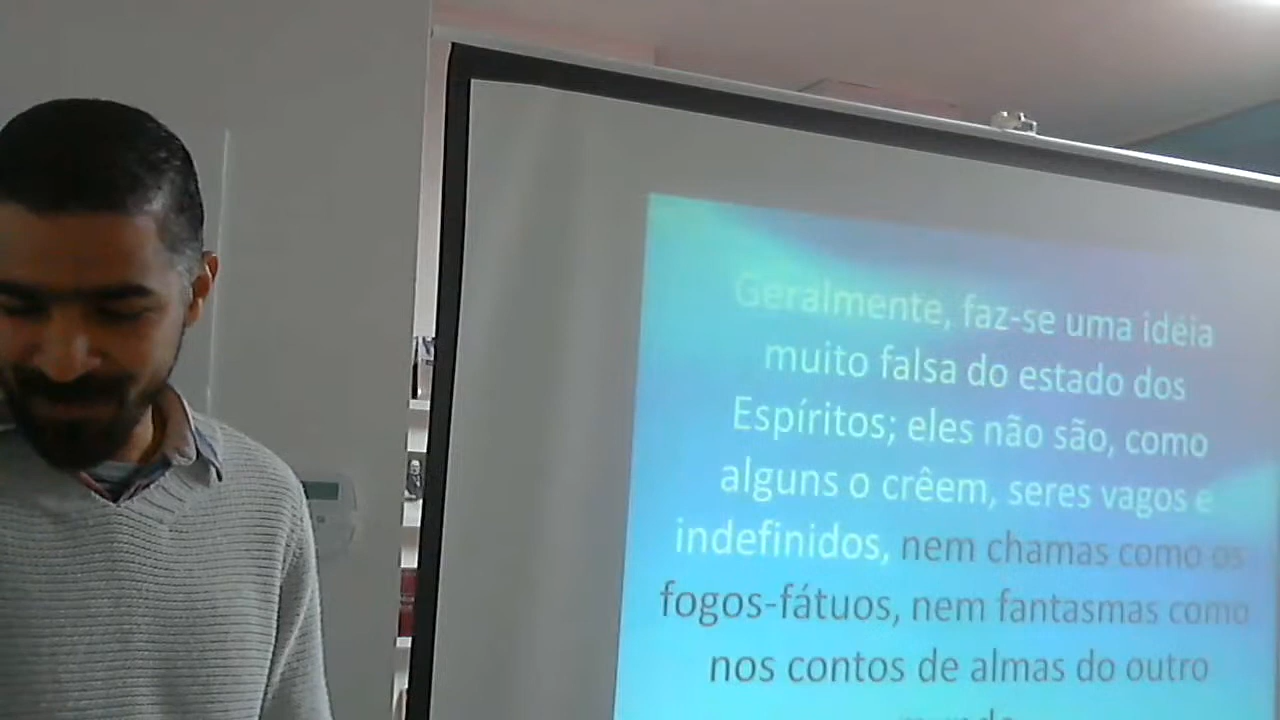 Geralmente, faz-se uma idéia
muito falsa do estado dos
Espíritos; eles não são, como
alguns o crêem, seres vagos e
indefinidos, nem chamas como os
fogos-fátuos, nem fantasmas como
nos contos de almas do outro